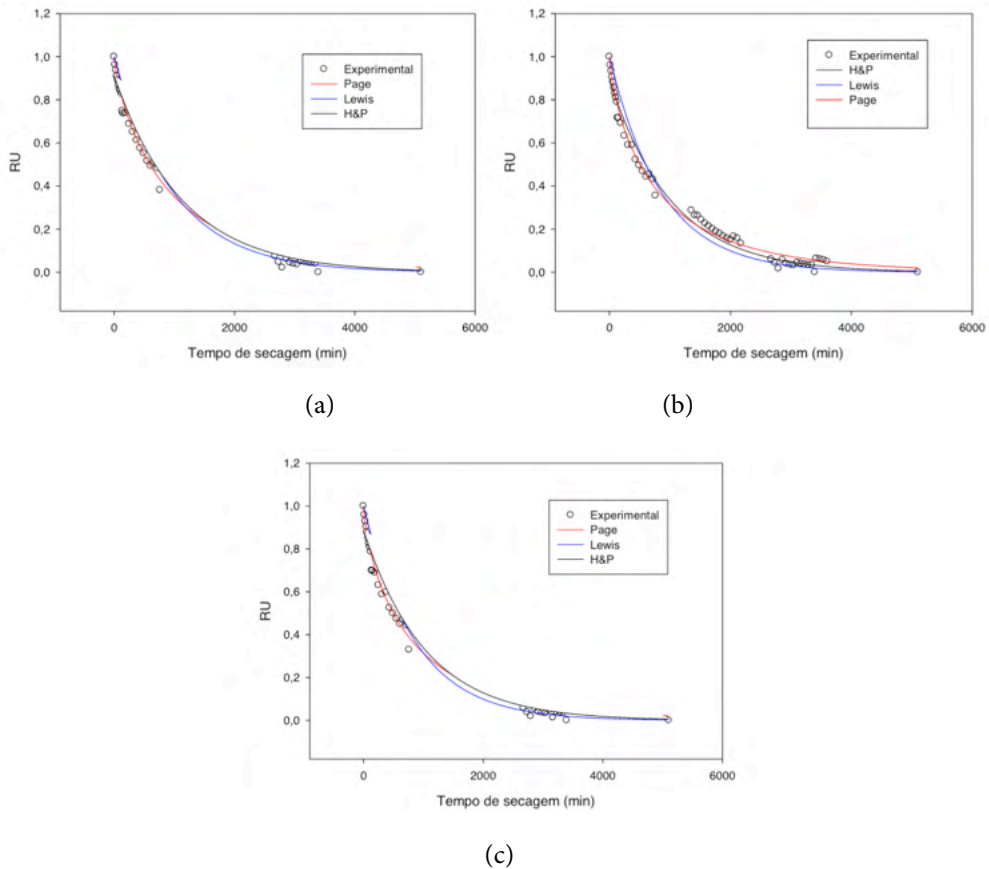 1,2
1,0
0,8
0,6
0,4
0,2
0,0
RU
0
2000
4000
6000
Tempo de secagem (min)
Experimental
Page
Lewis
H&P
(a)
1,2
1,0
0,8
0,6
0,4
0,2
0,0
RU
0
2000
4000
6000
Tempo de secagem (min)
Experimental
H&P
Lewis
Page
(b)
1,2
1,0
0,8
0,6
0,4
0,2
0,0
RU
0
2000
4000
6000
Tempo de secagem (min)
Experimental
Page
Lewis
H&P
(c)